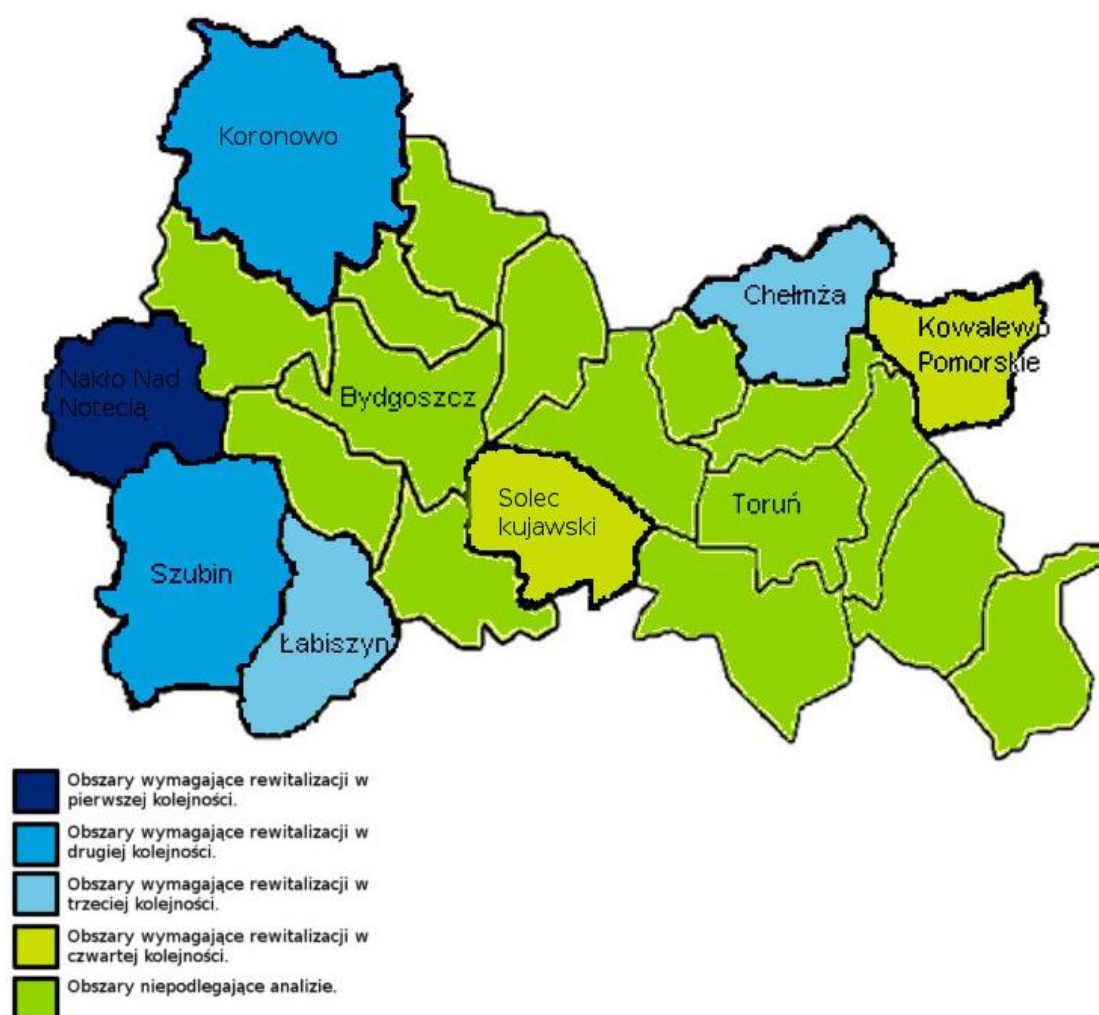 Koronowo
Chełmża
Kowalewo
Pomorskie
Nakło Nad
Notecią
Bydgoszcz
Solec
kujawski
Toruń
Szubin
Łabiszyn
Obszary wymagające rewitalizacji w
pierwszej kolejności.
Obszary wymagające rewitalizacji w
drugiej kolejności.
Obszary wymagające rewitalizacji w
trzeciej kolejności.
Obszary wymagające rewitalizacji w
czwartej kolejności.
Obszary niepodlegające analizie.